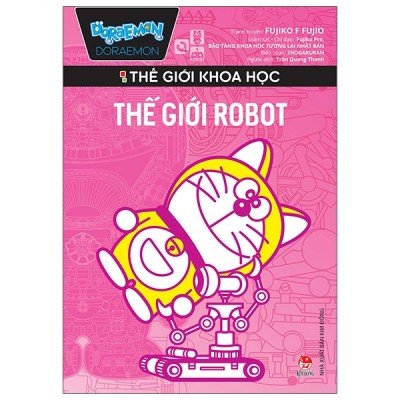 DORAEMON
DORAEMON
Tranh truyện: FUJIKO F FUJIO
Giám sát - Chỉ đạo: Fujiko Pro,
BẢO TÀNG KHOA HỌC TƯƠNG LAI NHẬT BẢN
Biên soạn: SHOGAKUKAN
Người dịch: Trần Quang Thanh
THẾ GIỚI KHOA HỌC
THẾ GIỚI ROBOT
NHÀ XUẤT BẢN KIM ĐỒNG
KIM ĐỒNG